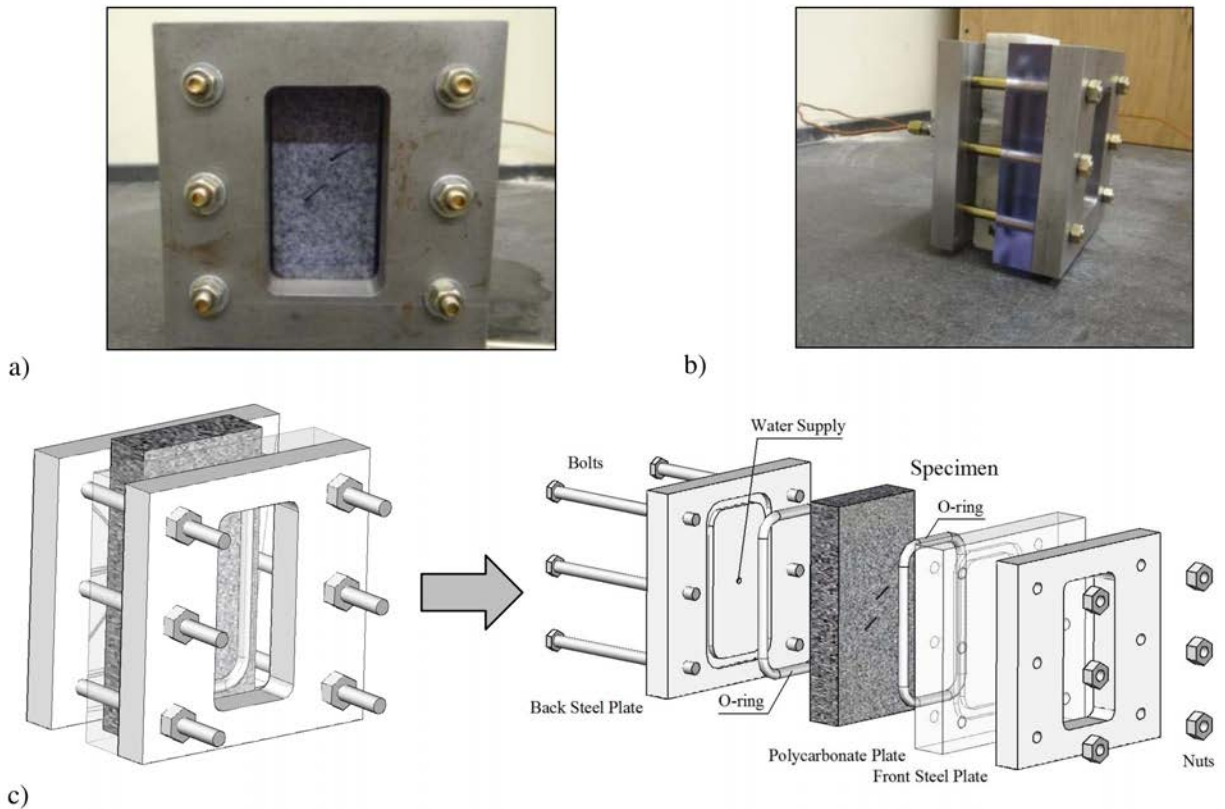 a)
b)
Water Supply
Bolts
Specimen
O-ring
Back Steel Plate
O-ring
Polycarbonate Plate
Front Steel Plate
Nuts
c)